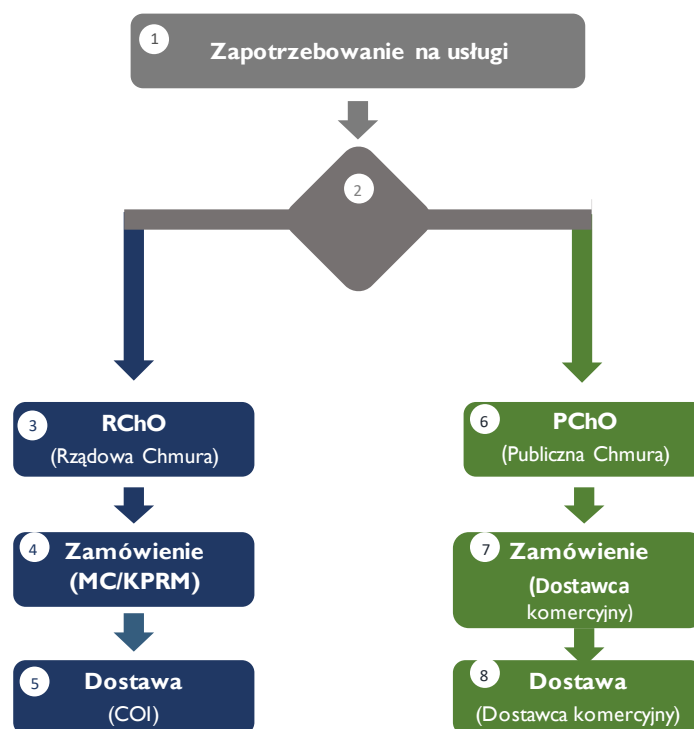 1
Zapotrzebowanie na usługi
2
3
RChO
(Rządowa Chmura)
6
PChO
(Publiczna Chmura)
4
Zamówienie
(MC/KPRM)
7
Zamówienie
(Dostawca
komercyjny)
5
Dostawa
(COI)
8
Dostawa
(Dostawca komercyjny)